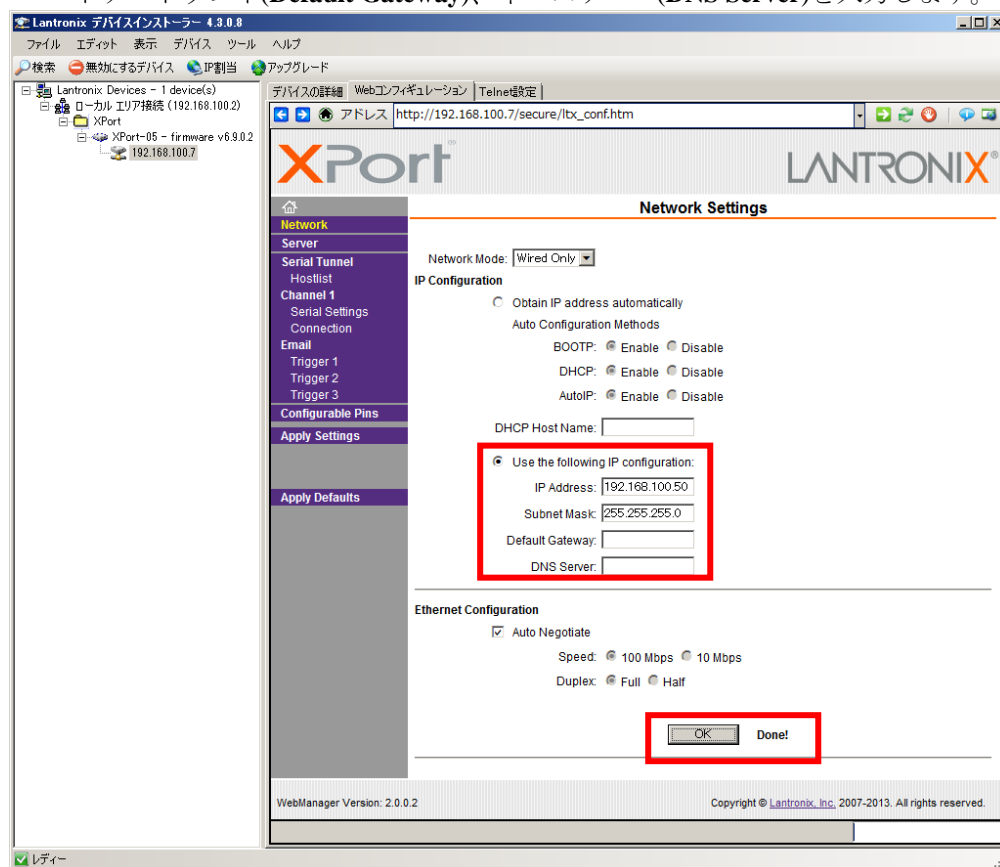 (Default Gateway)、 (DNS Server)を入力します。
Lantronix デバイスインストーラー 4.3.0.8
ファイル エディット 表示 デバイス ツール ヘルプ
検索 無効にするデバイス IP割当 アップグレード
Lantronix Devices - 1 device(s)
ローカル エリア接続 (192.168.100.2)
XPort
XPort-05 - firmware v6.9.0.2
192.168.100.7
デバイスの詳細 Webコンフィギュレーション Telnet設定
アドレス http://192.168.100.7/secure/ltx_conf.htm
XPort®
LANTRONIX®
Network
Server
Serial Tunnel
Hostlist
Channel 1
Serial Settings
Connection
Email
Trigger 1
Trigger 2
Trigger 3
Configurable Pins
Apply Settings
Apply Defaults
Network Settings
Network Mode: Wired Only
IP Configuration
Obtain IP address automatically
Auto Configuration Methods
BOOTP: Enable Disable
DHCP: Enable Disable
AutoIP: Enable Disable
DHCP Host Name:
Use the following IP configuration:
IP Address: 192.168.100.50
Subnet Mask: 255.255.255.0
Default Gateway:
DNS Server:
Ethernet Configuration
Auto Negotiate
Speed: 100 Mbps 10 Mbps
Duplex: Full Half
OK Done!
WebManager Version: 2.0.0.2
Copyright © Lantronix, Inc. 2007-2013. All rights reserved.
レディー